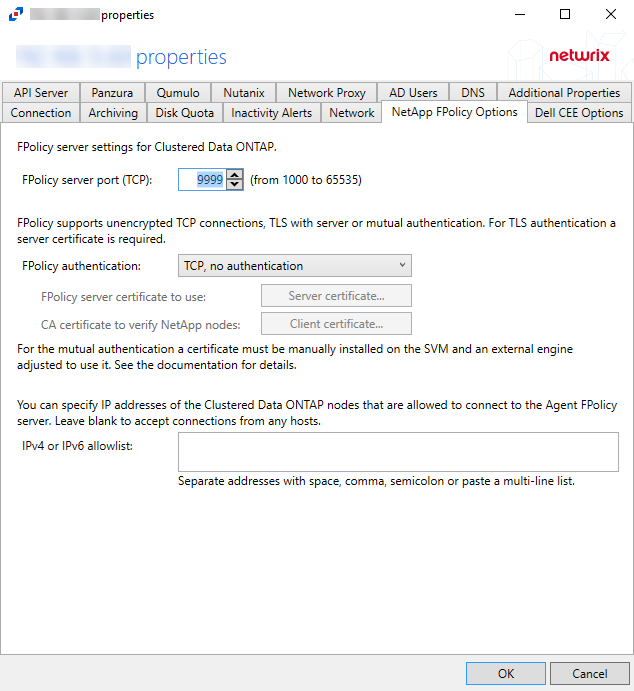 properties
properties
netwrix
API Server Panzura Qumulo Nutanix Network Proxy AD Users DNS Additional Properties
Connection Archiving Disk Quota Inactivity Alerts Network NetApp FPolicy Options Dell CEE Options
FPolicy server settings for Clustered Data ONTAP.
FPolicy server port (TCP): 9999 (from 1000 to 65535)
FPolicy supports unencrypted TCP connections, TLS with server or mutual authentication. For TLS authentication a
server certificate is required.
FPolicy authentication: TCP, no authentication
FPolicy server certificate to use: Server certificate...
CA certificate to verify NetApp nodes: Client certificate...
For the mutual authentication a certificate must be manually installed on the SVM and an external engine
adjusted to use it. See the documentation for details.
You can specify IP addresses of the Clustered Data ONTAP nodes that are allowed to connect to the Agent FPolicy
server. Leave blank to accept connections from any hosts.
IPv4 or IPv6 allowlist:
Separate addresses with space, comma, semicolon or paste a multi-line list.
OK Cancel